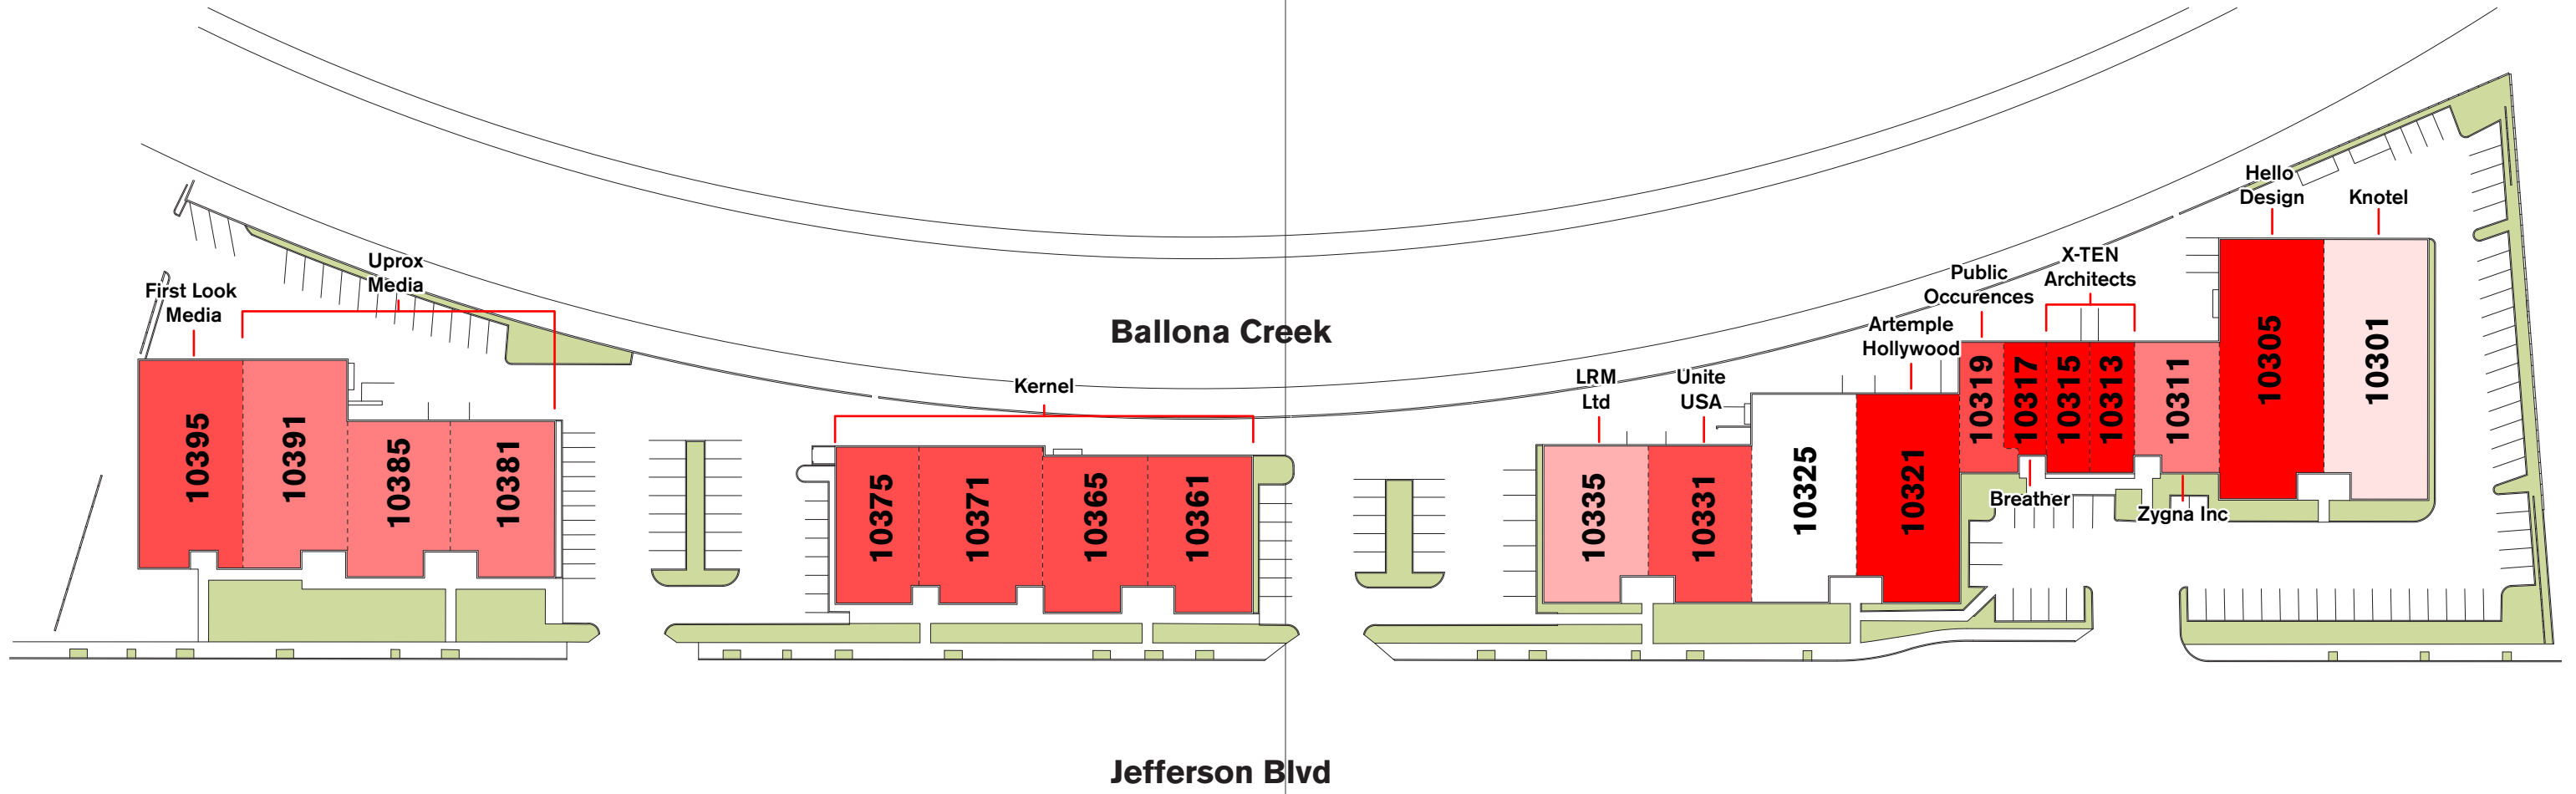 Hello
Design
Knotel
Uprox
Media
X-TEN
Architects
Public
Occurences
First Look
Media
Ballona Creek
Artemple
Hollywood
Kernel
LRM
Ltd
Unite
USA
10395
10391
10385
10381
10375
10371
10365
10361
10335
10331
10325
10321
10319
10317
10315
10313
10311
10305
10301
Breather
Zygna Inc
Jefferson Blvd